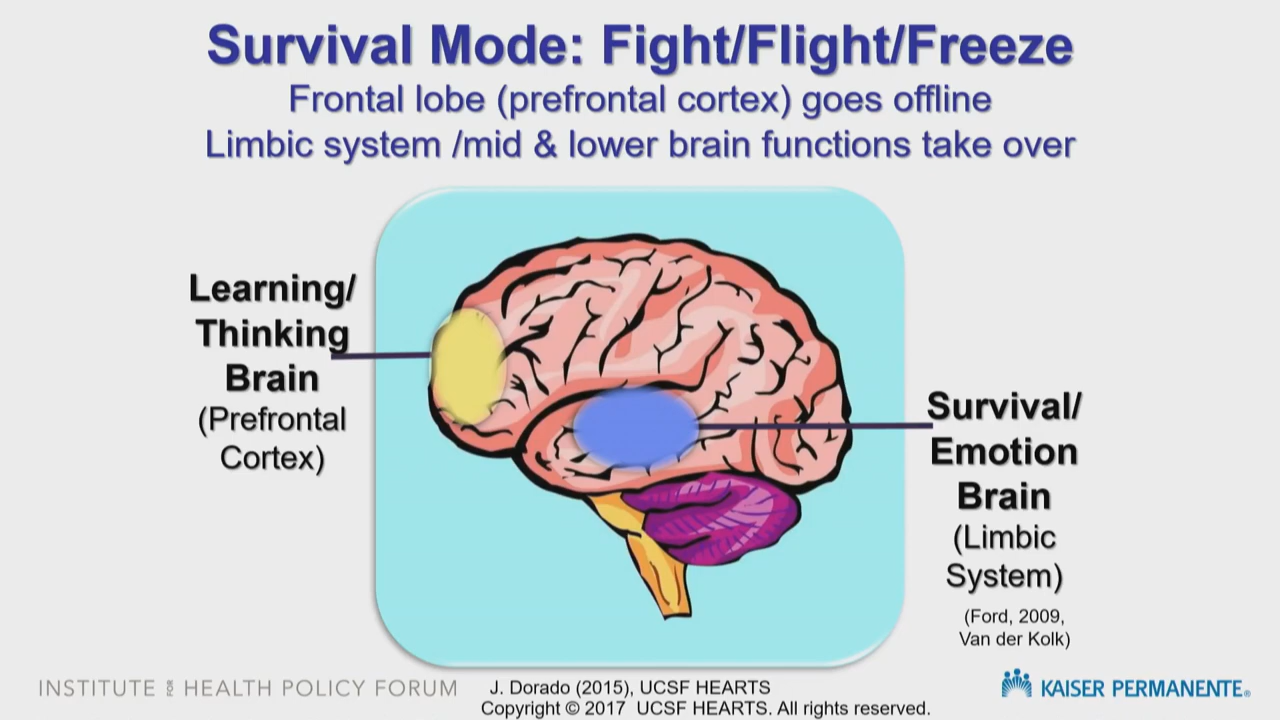 Survival Mode: Fight/Flight/Freeze
Frontal lobe (prefrontal cortex) goes offline
Limbic system /mid & lower brain functions take over
Learning/
Thinking
Brain
(Prefrontal
Cortex)
Survival/
Emotion
Brain
(Limbic
System)
(Ford, 2009,
Van der Kolk)
INSTITUTE FOR HEALTH POLICY FORUM
J. Dorado (2015), UCSF HEARTS
Copyright © 2017 UCSF HEARTS. All rights reserved.
KAISER PERMANENTE®